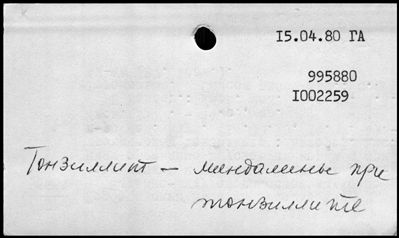 15.04.80 ГА
995880
1002259
Тонзиллит — миндалины при
тонзиллите